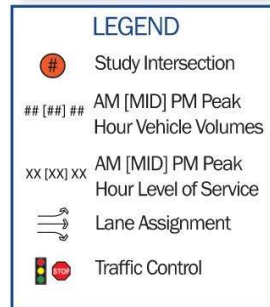 LEGEND
# Study Intersection
## [##] ## AM [MID] PM Peak
Hour Vehicle Volumes
XX [XX] XX AM [MID] PM Peak
Hour Level of Service
Lane Assignment
STOP Traffic Control